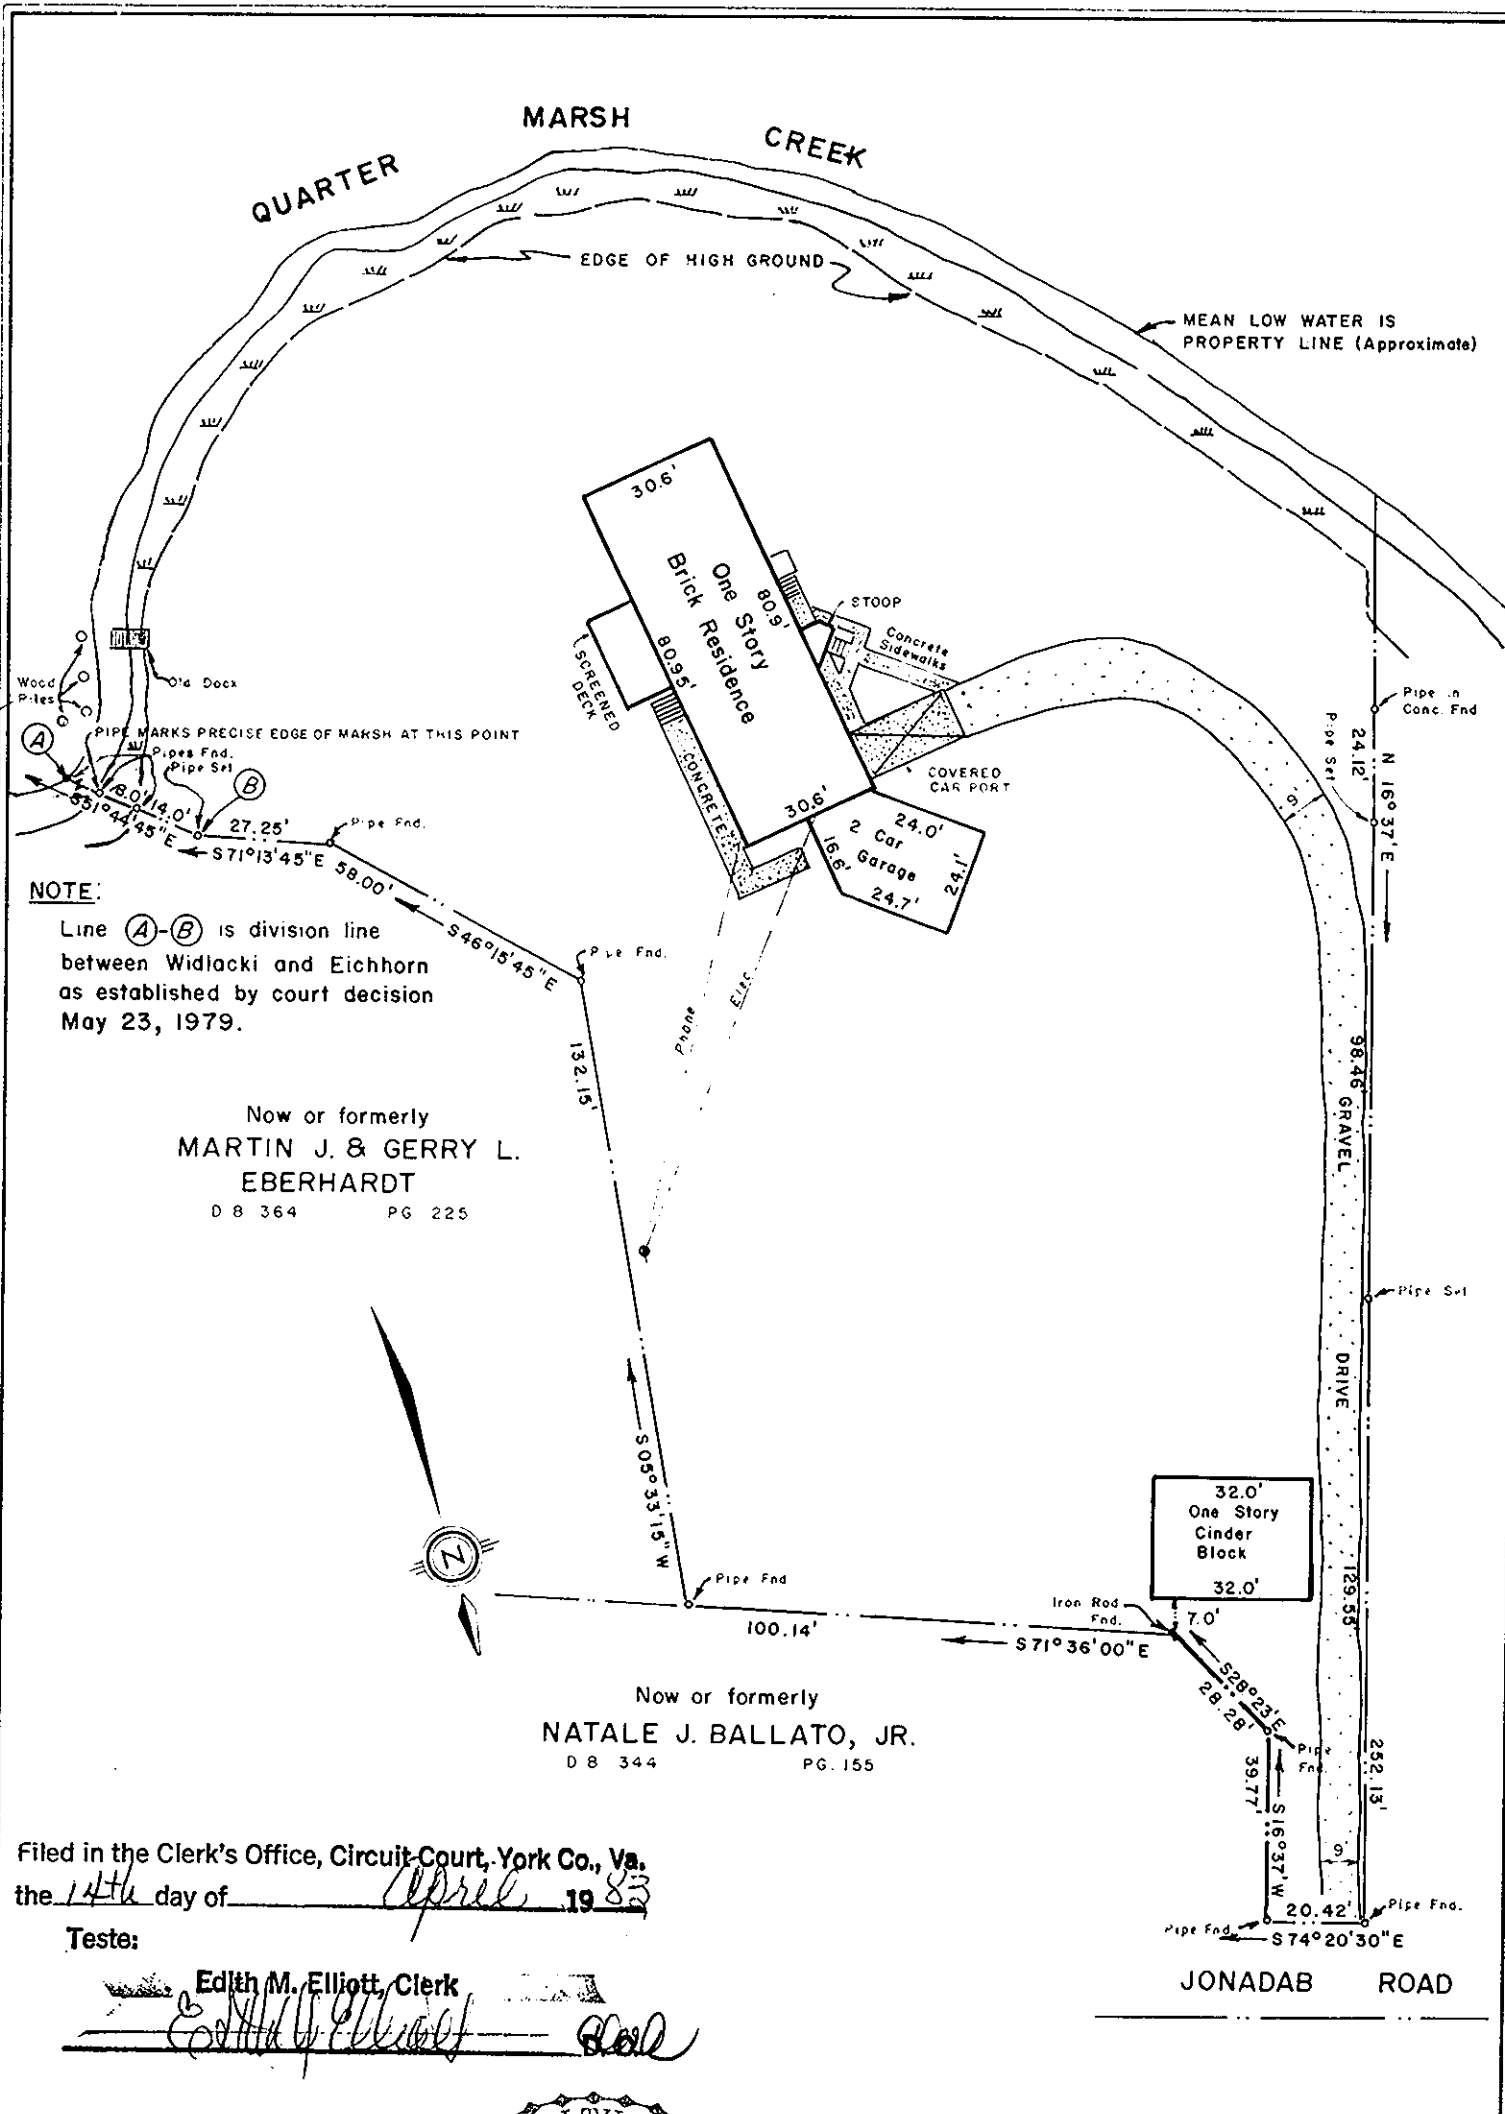 QUARTER MARSH CREEK
EDGE OF HIGH GROUND
MEAN LOW WATER IS
PROPERTY LINE (Approximate)
30.6'
One Story
Brick Residence
80.9'
80.95'
30.6'
STOOP
Concrete
Sidewalks
SCREENED
DECK
CONCRETE
COVERED
CAR PORT
24.0'
2 Car
Garage
16.6'
24.1'
24.7'
Wood
Piles
Old Dock
PIPE MARKS PRECISE EDGE OF MARSH AT THIS POINT
Pipes Fnd.
Pipe Set
A
B
8.0'
14.0'
S51°44'45"E
27.25'
S71°13'45"E
Pipe Fnd.
58.00'
S46°15'45"E
Pipe Fnd.
NOTE:
Line A-B is division line
between Widlacki and Eichhorn
as established by court decision
May 23, 1979.
Pipe in
Conc. Fnd
Pipe Set
24.12'
N 16°37'E
9'
Phone
Elec.
132.15'
98.46'
GRAVEL
DRIVE
Now or formerly
MARTIN J. & GERRY L.
EBERHARDT
D B 364 PG 225
Pipe Set
S05°33'15"W
N
32.0'
One Story
Cinder
Block
32.0'
129.55'
Pipe Fnd
100.14'
S71°36'00"E
Iron Rod
Fnd.
7.0'
S28°23'E
28.28'
Pipe
Fnd.
252.13'
39.77'
S16°37'W
9'
Now or formerly
NATALE J. BALLATO, JR.
D B 344 PG. 155
20.42'
Pipe Fnd.
Pipe Fnd.
S74°20'30"E
JONADAB ROAD
Filed in the Clerk's Office, Circuit Court, York Co., Va.
the 14th day of April 19 83
Teste:
Edith M. Elliott, Clerk